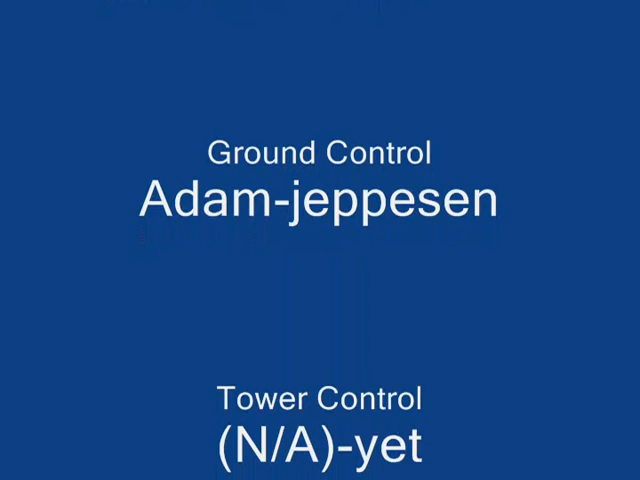 Ground Control
Adam-jeppesen
Tower Control
(N/A)-yet